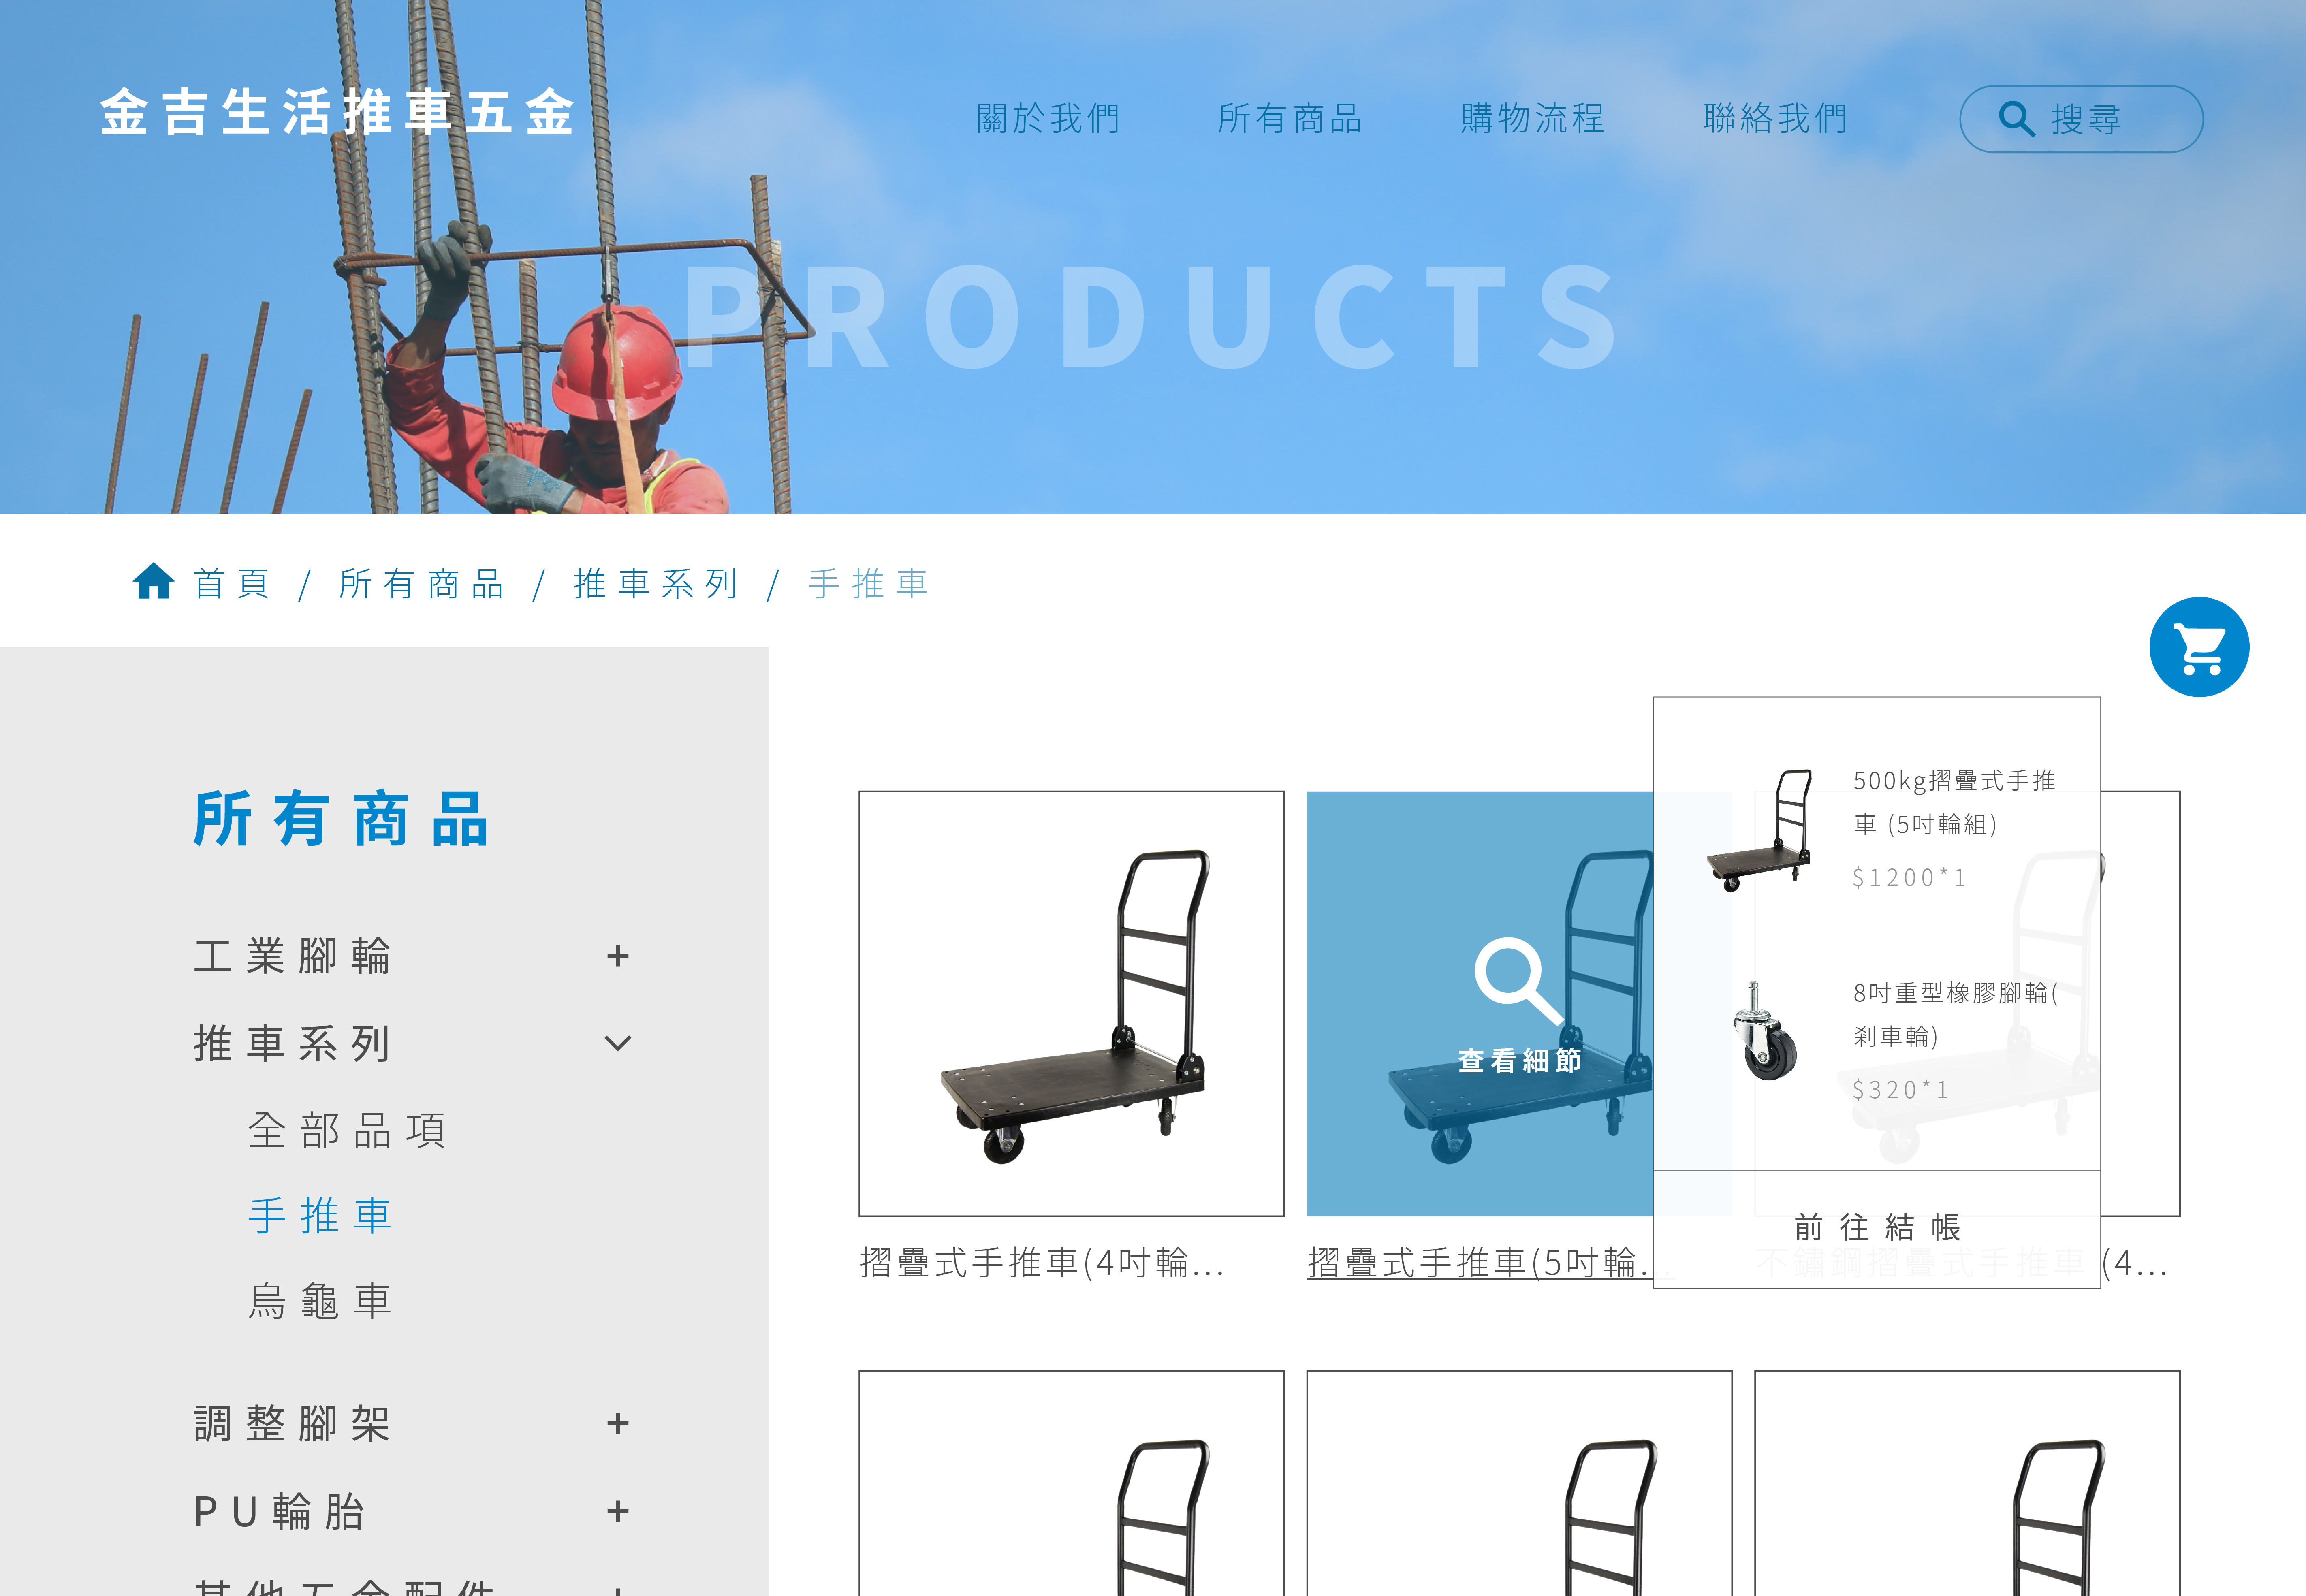 金吉生活推車五金
關於我們
所有商品
購物流程
聯絡我們
搜尋
PRODUCTS
首頁 / 所有商品 / 推車系列 / 手推車
所有商品
工業腳輪 +
推車系列
全部品項
手推車
烏龜車
調整腳架 +
PU輪胎 +
其他五金配件 +
查看細節
摺疊式手推車(4吋輪...
摺疊式手推車(5吋輪...
不鏽鋼摺疊式手推車 (4...
500kg摺疊式手推
車 (5吋輪組)
$1200*1
8吋重型橡膠腳輪(
剎車輪)
$320*1
前往結帳